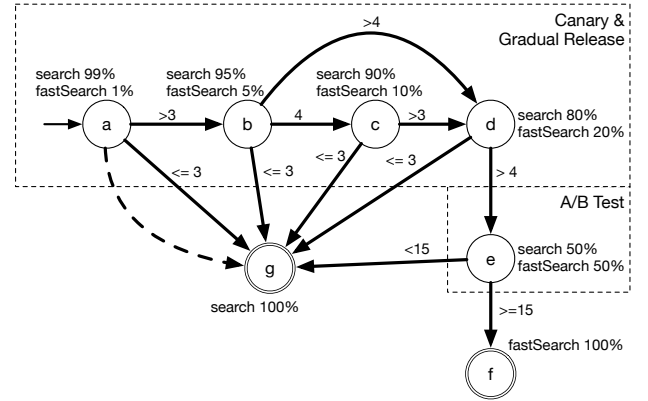 >4
Canary &
Gradual Release
search 99%
fastSearch 1%
search 95%
fastSearch 5%
search 90%
fastSearch 10%
a
>3
b
4
c
>3
d
search 80%
fastSearch 20%
<= 3
<= 3
<= 3
<= 3
> 4
A/B Test
<15
e
search 50%
fastSearch 50%
g
search 100%
>=15
fastSearch 100%
f